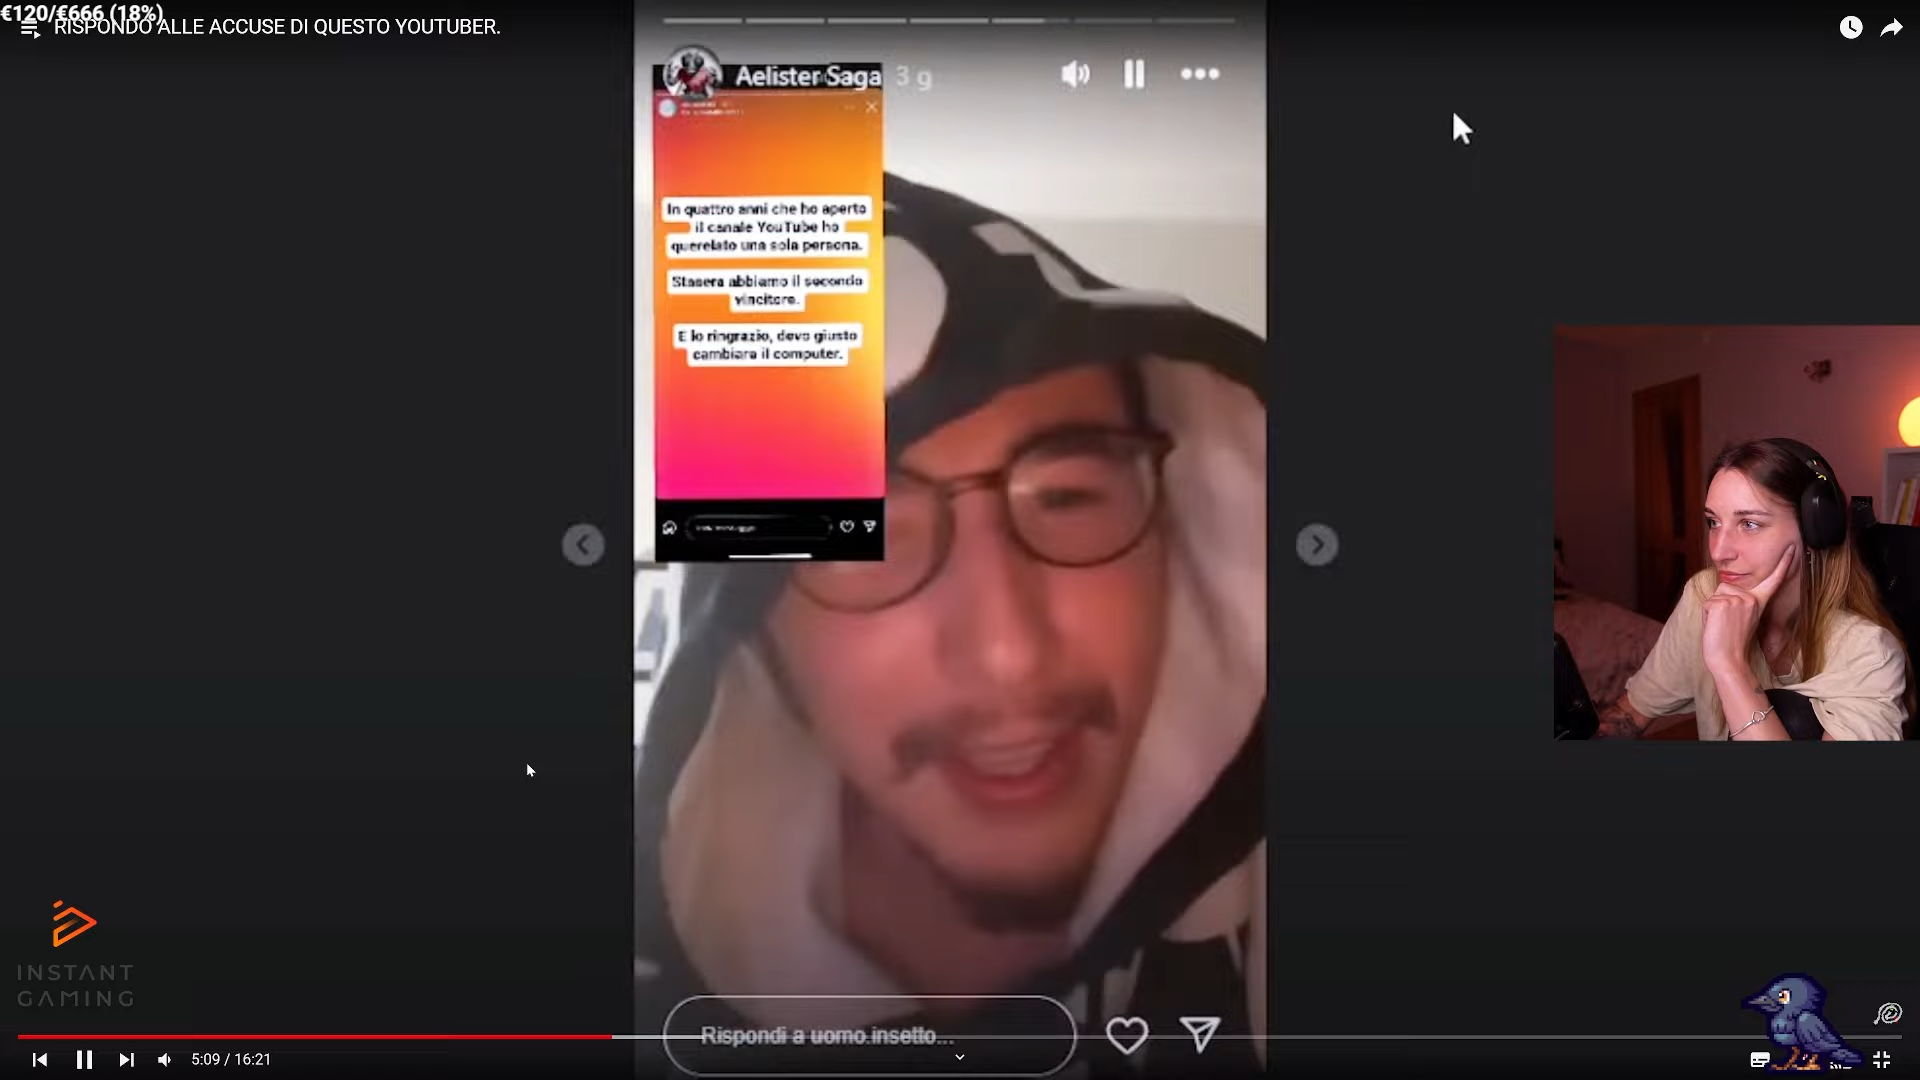 €120/€666 (18%)
RISPONDO ALLE ACCUSE DI QUESTO YOUTUBER.
Aelister Saga 3 g
In quattro anni che ho aperto
il canale YouTube ho
querelato una sola persona.
Stasera abbiamo il secondo
vincitore.
E lo ringrazio, devo giusto
cambiare il computer.
INSTANT
GAMING
Rispondi a uomo.insetto...
5:09 / 16:21